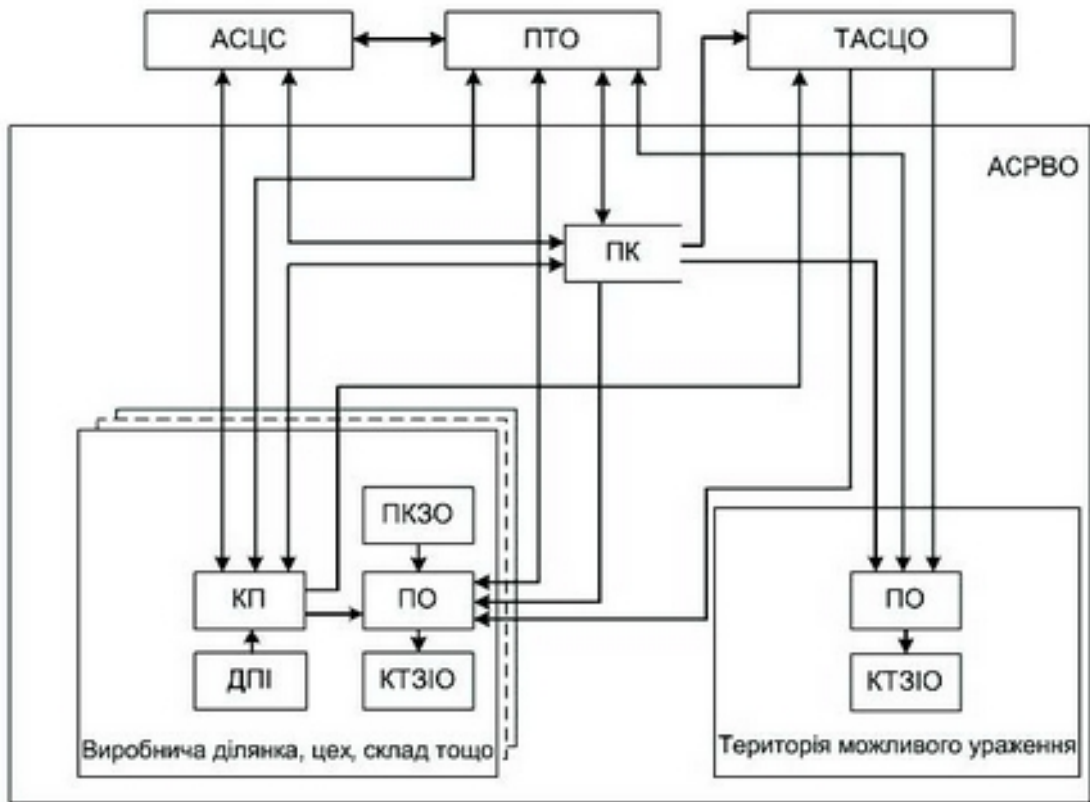 АСЦС
ПТО
ТАСЦО
АСРВО
ПК
ПКЗО
КП
ПО
ПО
ДПІ
КТЗІО
КТЗІО
Виробнича ділянка, цех, склад тощо
Територія можливого ураження